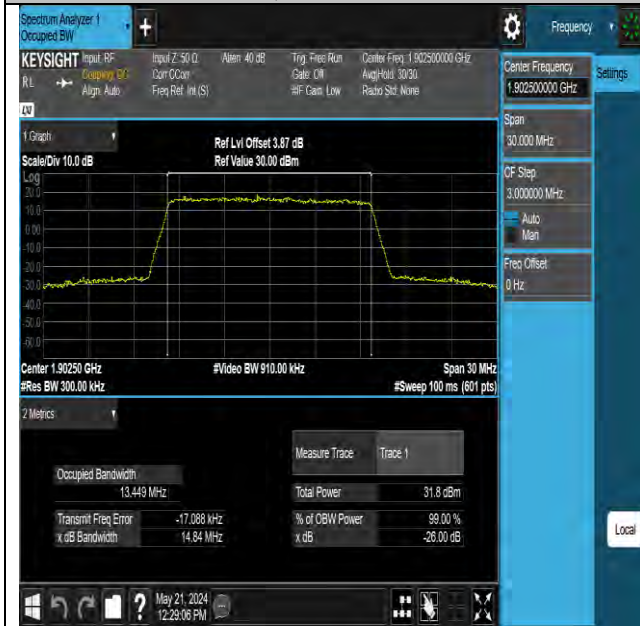 Spectrum Analyzer 1
Occupied BW
+
Frequency
KEYSIGHT Input: RF
RL Coupling: DC
Align: Auto
Input Z: 50 Ω
Corr CCorr
Freq Ref: Int (S)
Atten: 40 dB
Trig: Free Run
Gate: Off
#IF Gain: Low
Center Freq: 1.902500000 GHz
Avg|Hold: 30/30
Radio Std: None
Center Frequency
1.902500000 GHz
Settings
Span
30.000 MHz
CF Step
3.000000 MHz
Auto
Man
Freq Offset
0 Hz
1 Graph
Scale/Div 10.0 dB
Ref Lvl Offset 3.87 dB
Ref Value 30.00 dBm
Log
20.0
10.0
0.00
-10.0
-20.0
-30.0
-40.0
-50.0
-60.0
Center 1.90250 GHz
#Video BW 910.00 kHz
Span 30 MHz
#Res BW 300.00 kHz
#Sweep 100 ms (601 pts)
2 Metrics
Measure Trace Trace 1
Occupied Bandwidth
13.449 MHz
Total Power 31.8 dBm
Transmit Freq Error -17.088 kHz
% of OBW Power 99.00 %
x dB Bandwidth 14.84 MHz
x dB -26.00 dB
Local
?
May 21, 2024
12:29:06 PM